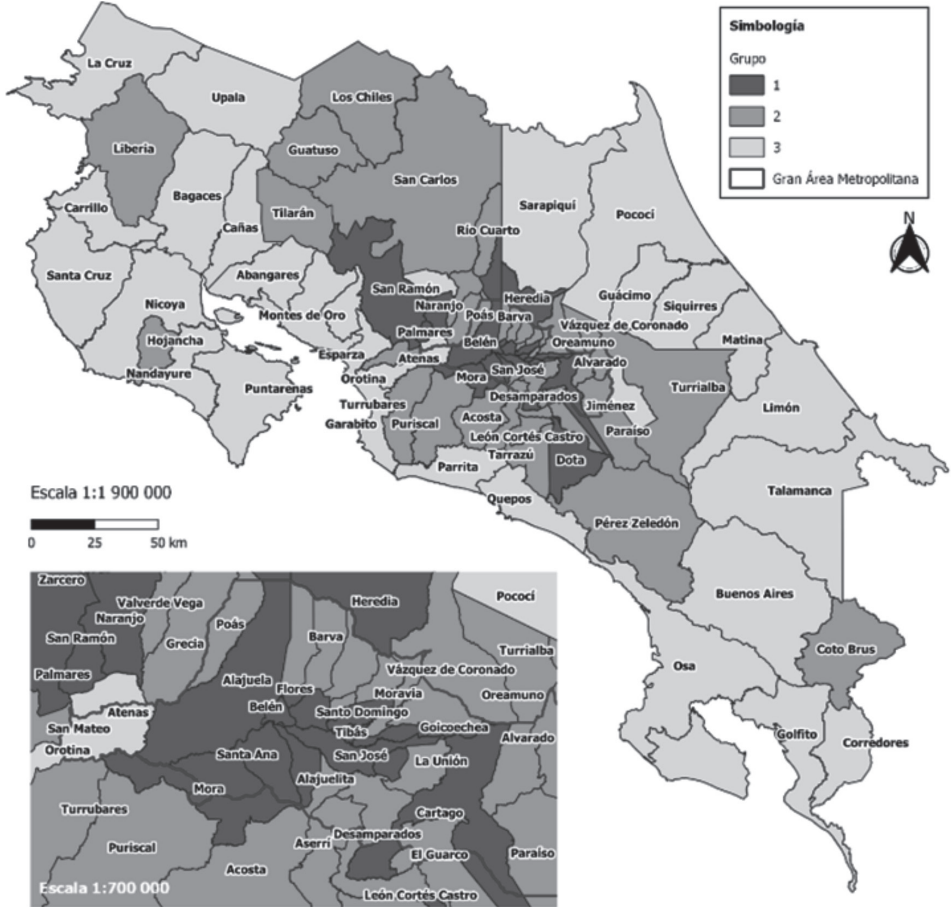 Simbología
Grupo
1
2
3
Gran Área Metropolitana
N
La Cruz
Upala
Los Chiles
Liberia
Guatuso
San Carlos
Bagaces
Carrillo
Cañas
Tilarán
Río Cuarto
Sarapiquí
Pococí
Santa Cruz
Abangares
San Ramón
Naranjo
Heredia
Guácimo
Siquirres
Nicoya
Montes de Oro
Poás
Barva
Vázquez de Coronado
Hojancha
Palmares
Belén
Oreamuno
Matina
Esparza
Atenas
Alvarado
Nandayure
Orotina
Mora
San José
Turrialba
Puntarenas
Turrubares
Desamparados
Jiménez
Limón
Garabito
Puriscal
Acosta
León Cortés Castro
Paraíso
Tarrazú
Parrita
Dota
Talamanca
Quepos
Pérez Zeledón
Buenos Aires
Coto Brus
Osa
Golfito
Corredores
Escala 1:1 900 000
0 25 50 km
Zarcero
Valverde Vega
Heredia
Pococí
Naranjo
Poás
San Ramón
Grecia
Barva
Turrialba
Palmares
Vázquez de Coronado
Alajuela
Flores
Moravia
Oreamuno
Atenas
Belén
Santo Domingo
San Mateo
Tibás
Goicoechea
Alvarado
Orotina
Santa Ana
San José
La Unión
Alajuelita
Mora
Turrubares
Cartago
Desamparados
Puriscal
Aserrí
El Guarco
Paraíso
Acosta
León Cortés Castro
Escala 1:700 000